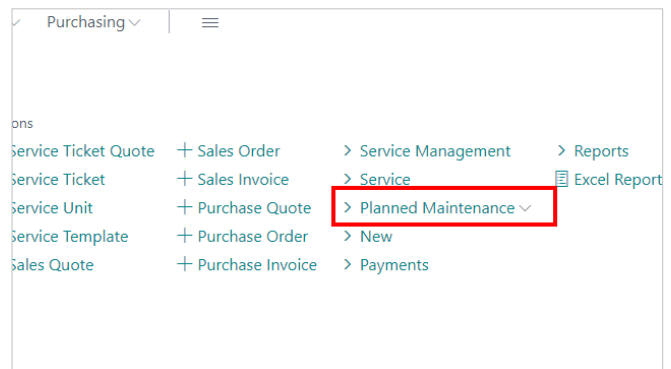 Purchasing
ons
Service Ticket Quote
Service Ticket
Service Unit
Service Template
Sales Quote
+ Sales Order
+ Sales Invoice
+ Purchase Quote
+ Purchase Order
+ Purchase Invoice
> Service Management
> Service
> Planned Maintenance
> New
> Payments
> Reports
Excel Report